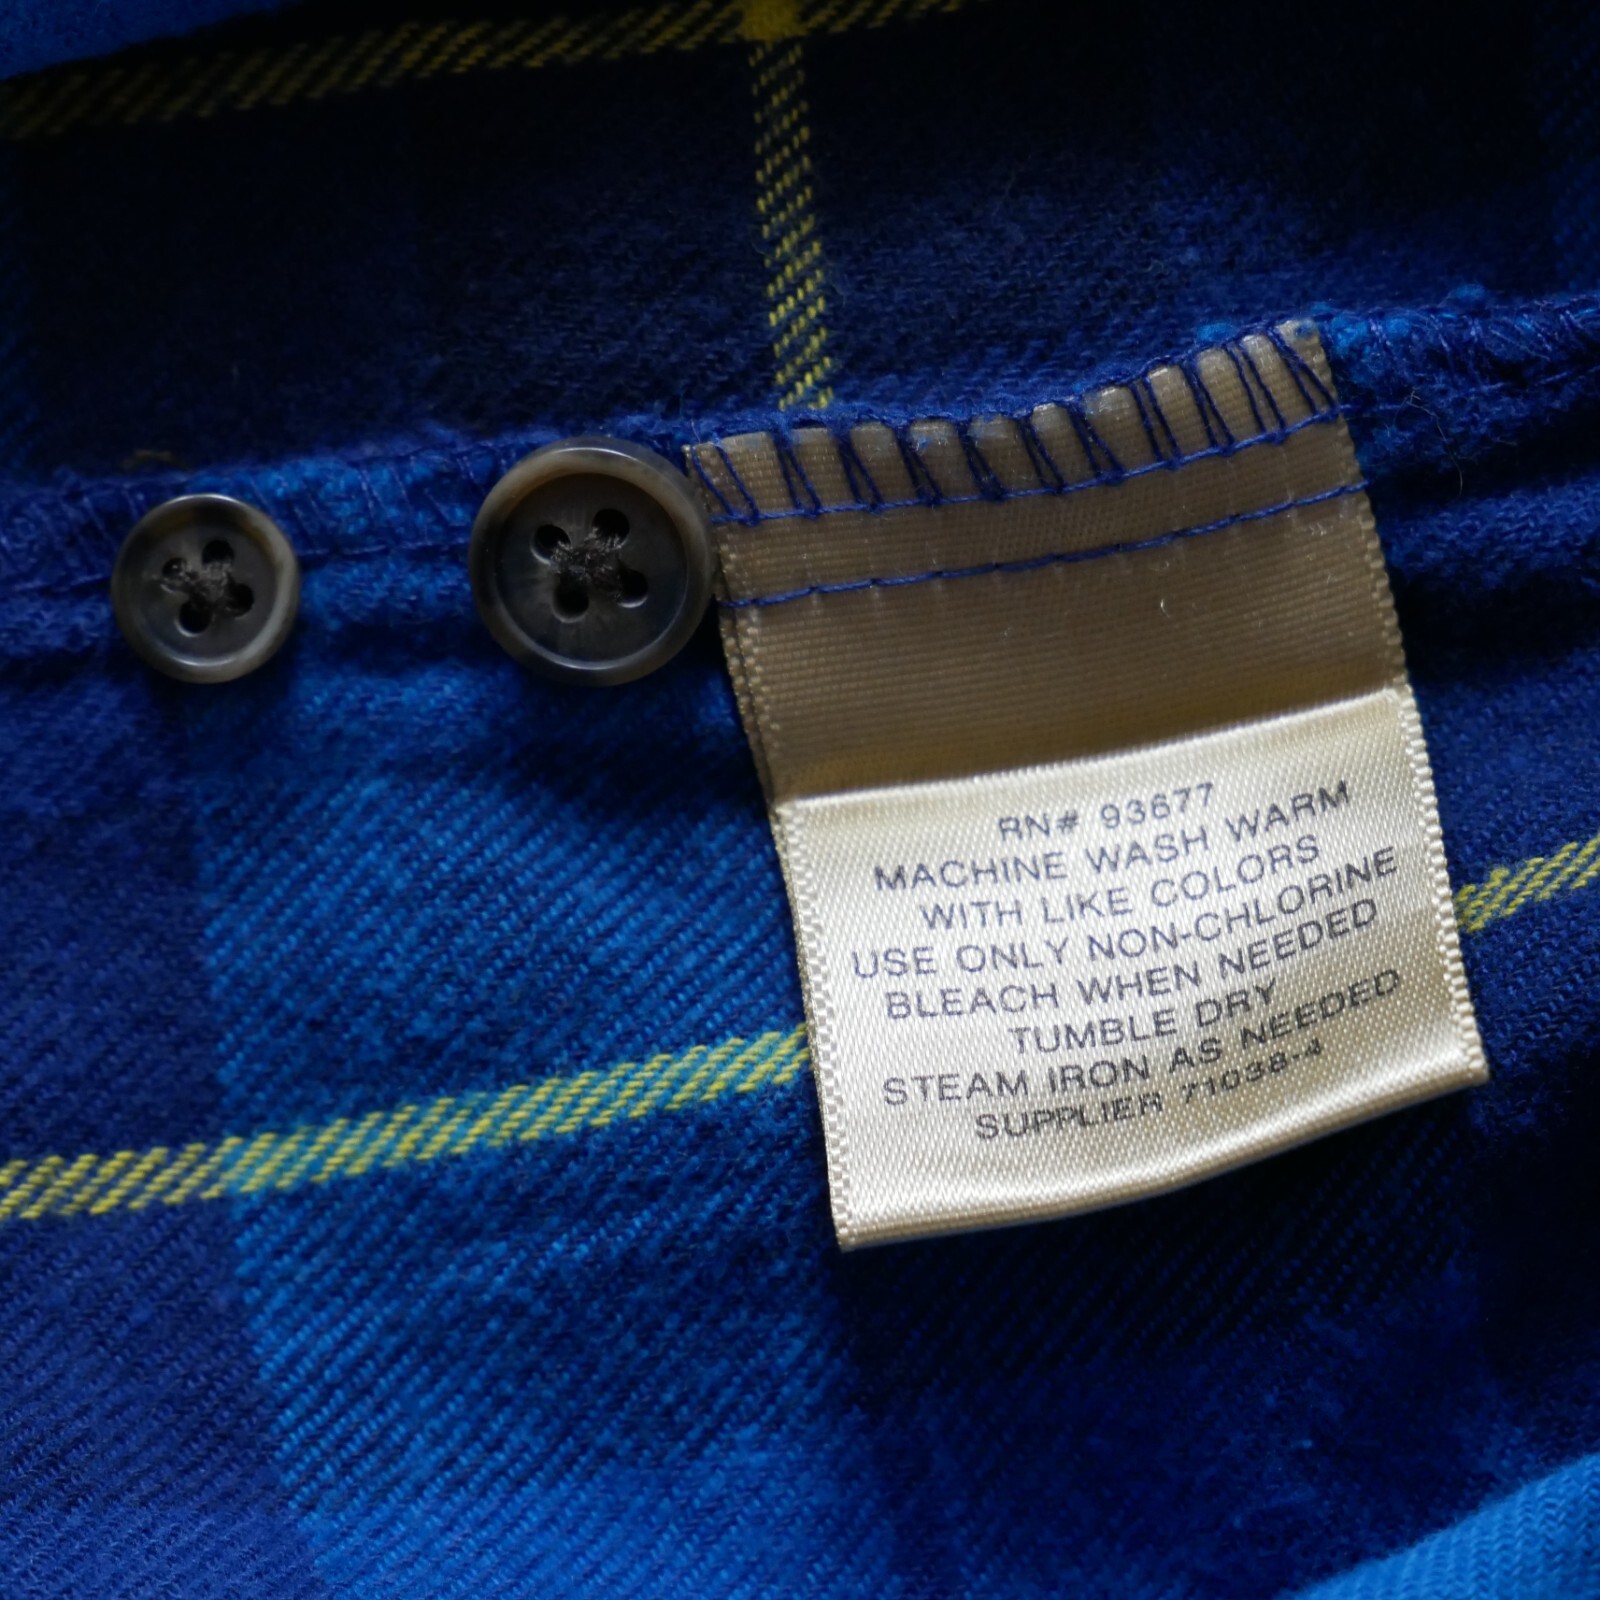 RN# 93677
MACHINE WASH WARM
WITH LIKE COLORS
USE ONLY NON-CHLORINE
BLEACH WHEN NEEDED
TUMBLE DRY
STEAM IRON AS NEEDED
SUPPLIER 71038-4